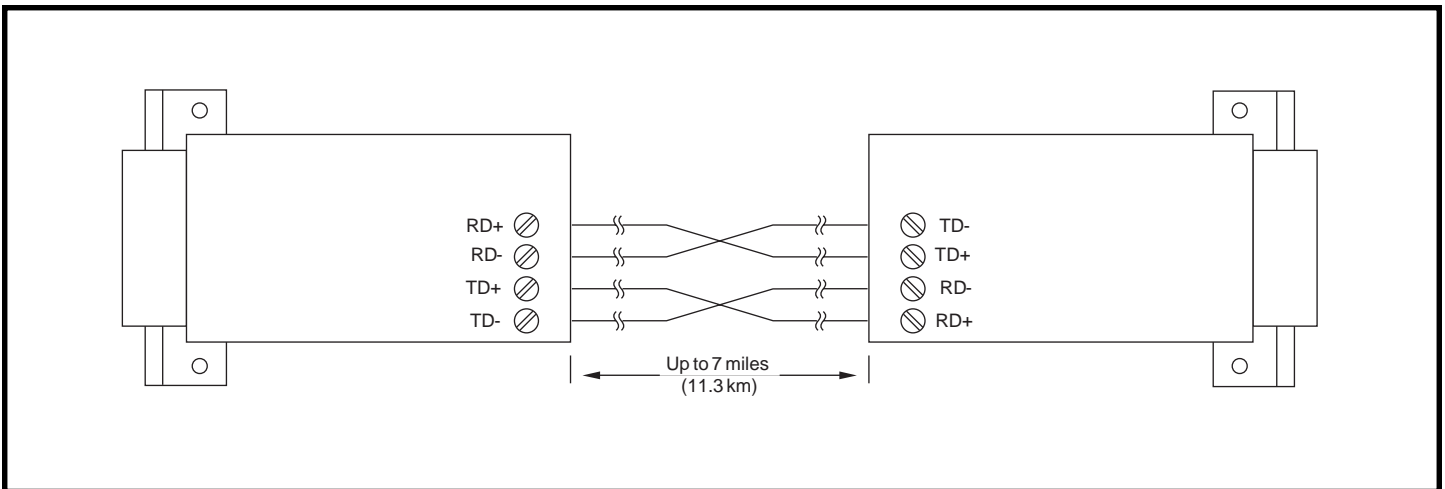 RD+
RD-
TD+
TD-
TD-
TD+
RD-
RD+
Up to 7 miles
(11.3 km)